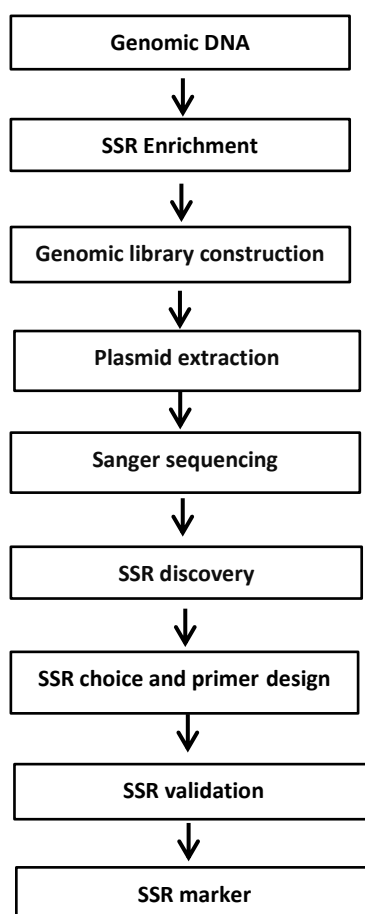 Genomic DNA
SSR Enrichment
Genomic library construction
Plasmid extraction
Sanger sequencing
SSR discovery
SSR choice and primer design
SSR validation
SSR marker